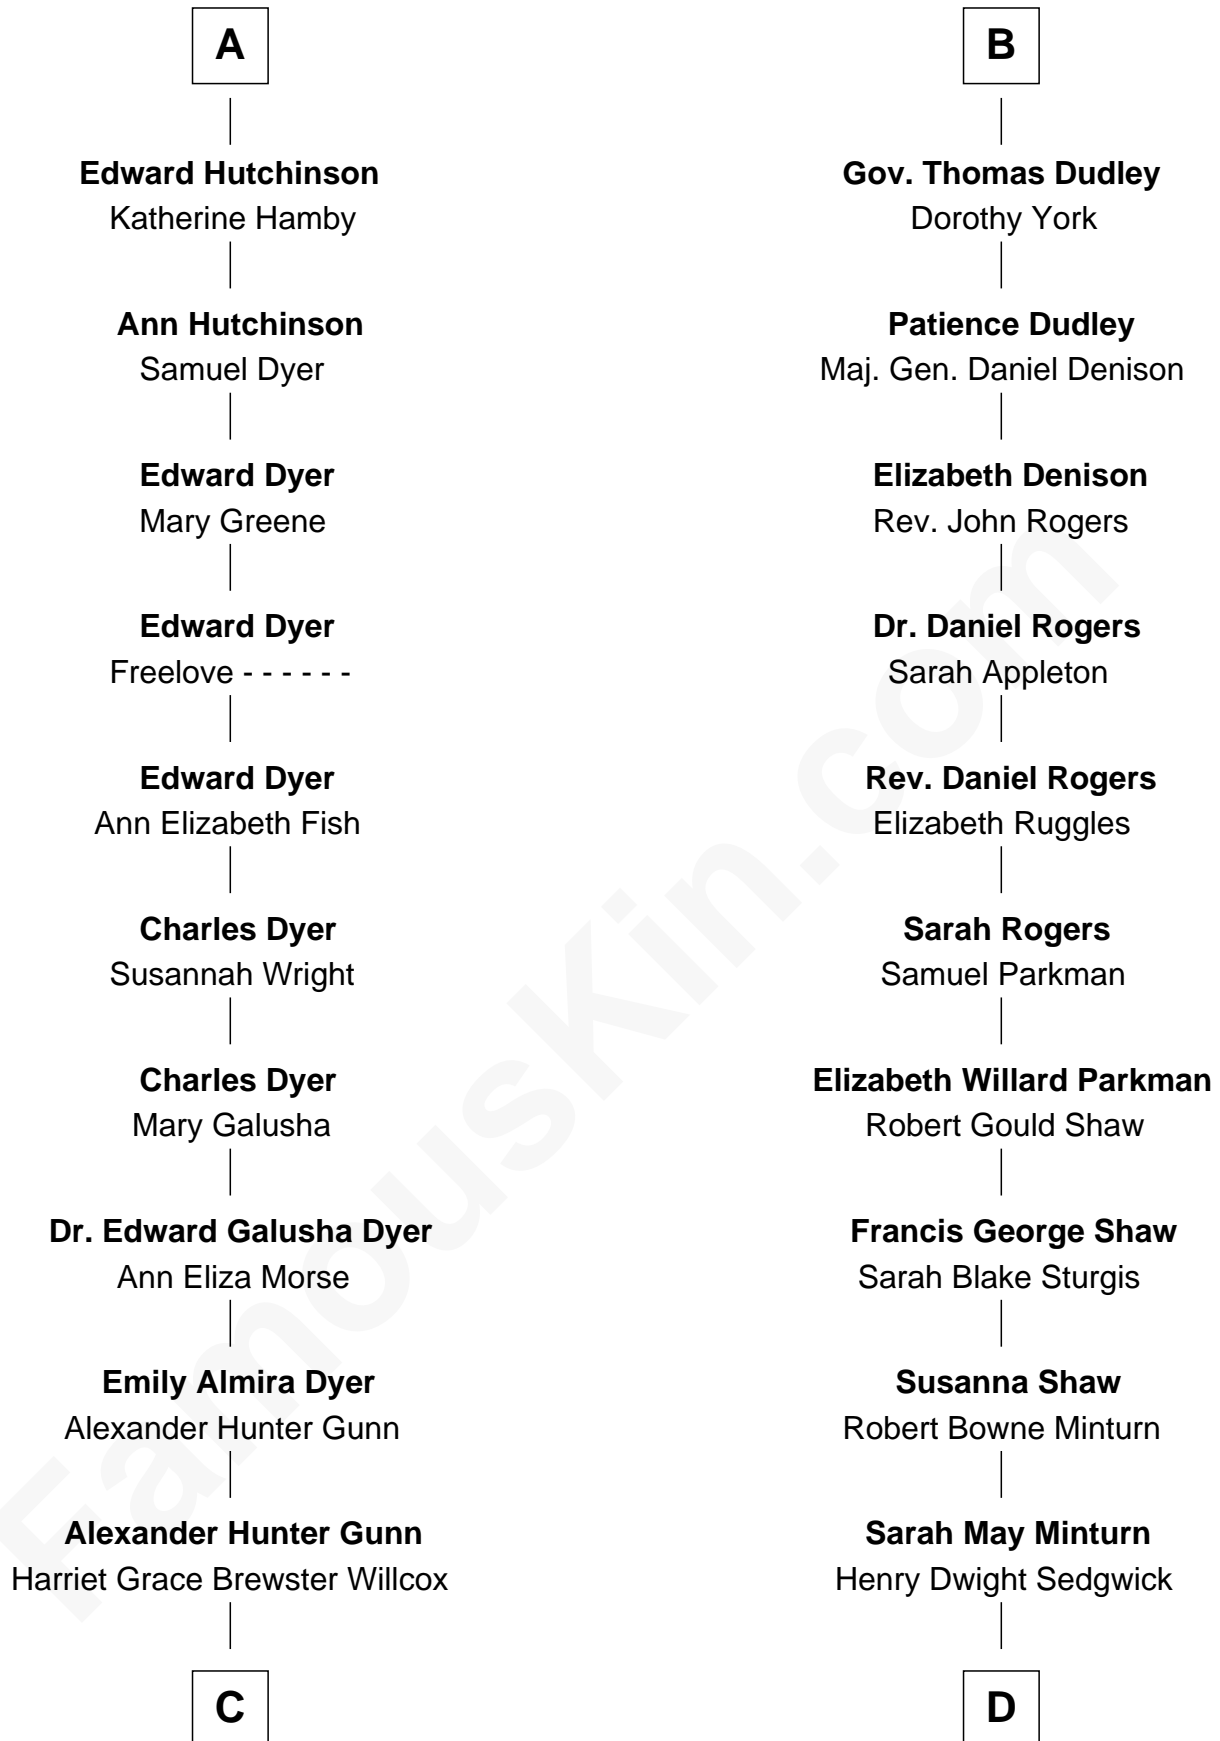 A
Edward Hutchinson
Katherine Hamby
Ann Hutchinson
Samuel Dyer
Edward Dyer
Mary Greene
Edward Dyer
Freelove - - - - - -
Edward Dyer
Ann Elizabeth Fish
Charles Dyer
Susannah Wright
Charles Dyer
Mary Galusha
Dr. Edward Galusha Dyer
Ann Eliza Morse
Emily Almira Dyer
Alexander Hunter Gunn
Alexander Hunter Gunn
Harriet Grace Brewster Willcox
C
B
Gov. Thomas Dudley
Dorothy York
Patience Dudley
Maj. Gen. Daniel Denison
Elizabeth Denison
Rev. John Rogers
Dr. Daniel Rogers
Sarah Appleton
Rev. Daniel Rogers
Elizabeth Ruggles
Sarah Rogers
Samuel Parkman
Elizabeth Willard Parkman
Robert Gould Shaw
Francis George Shaw
Sarah Blake Sturgis
Susanna Shaw
Robert Bowne Minturn
Sarah May Minturn
Henry Dwight Sedgwick
D
FamousKin.com